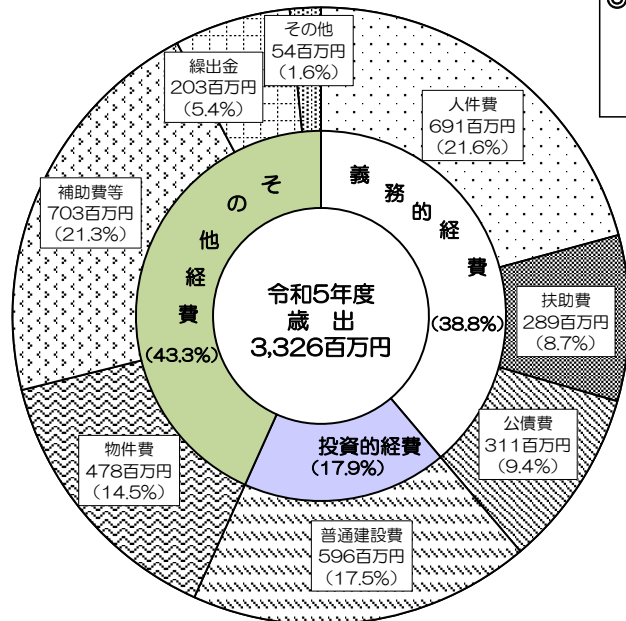 令和5年度
歳 出
3,326百万円
義務的経費
(38.8%)
投資的経費
(17.9%)
その他経費
(43.3%)
人件費
691百万円
(21.6%)
扶助費
289百万円
(8.7%)
公債費
311百万円
(9.4%)
普通建設費
596百万円
(17.5%)
物件費
478百万円
(14.5%)
補助費等
703百万円
(21.3%)
繰出金
203百万円
(5.4%)
その他
54百万円
(1.6%)